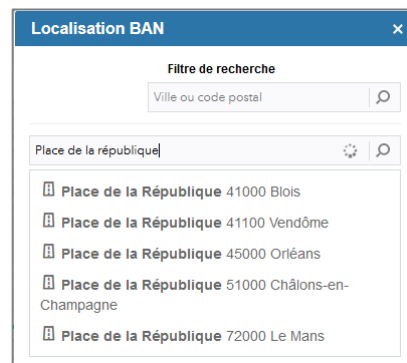 Localisation BAN ×
Filtre de recherche
Ville ou code postal
Place de la république
Place de la République 41000 Blois
Place de la République 41100 Vendôme
Place de la République 45000 Orléans
Place de la République 51000 Châlons-en-
Champagne
Place de la République 72000 Le Mans